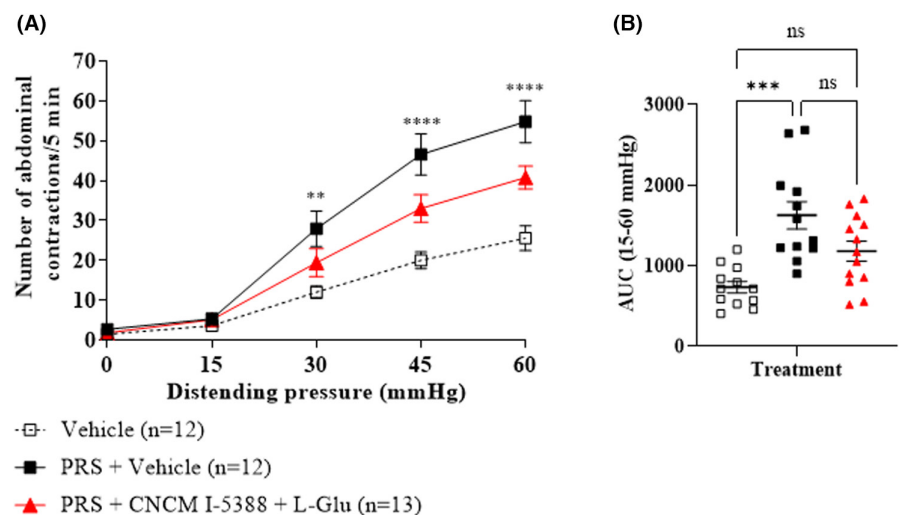 (A)
Number of abdominal
contractions/5 min
70
60
50
40
30
20
10
0
**
****
****
0 15 30 45 60
Distending pressure (mmHg)
Vehicle (n=12)
PRS + Vehicle (n=12)
PRS + CNCM I-5388 + L-Glu (n=13)
(B)
ns
*** ns
AUC (15-60 mmHg)
3000
2000
1000
0
Treatment